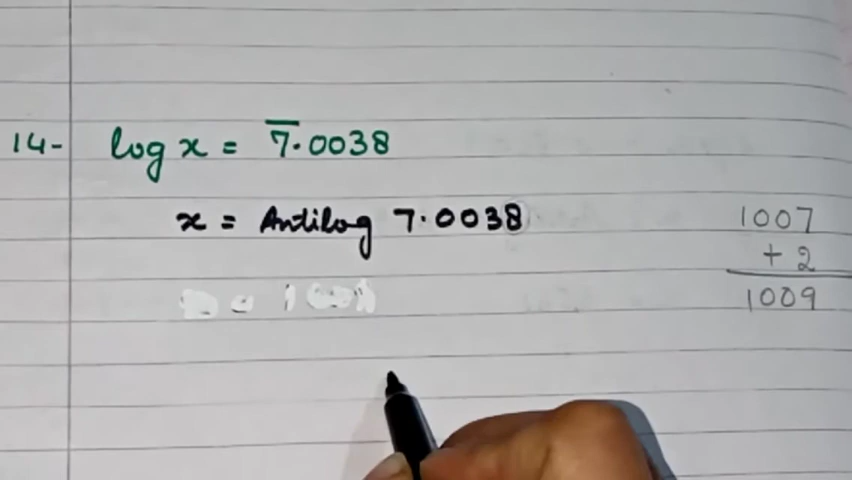 14- log x = 7̅.0038
x = Antilog 7.0038
1007
+ 2
1009